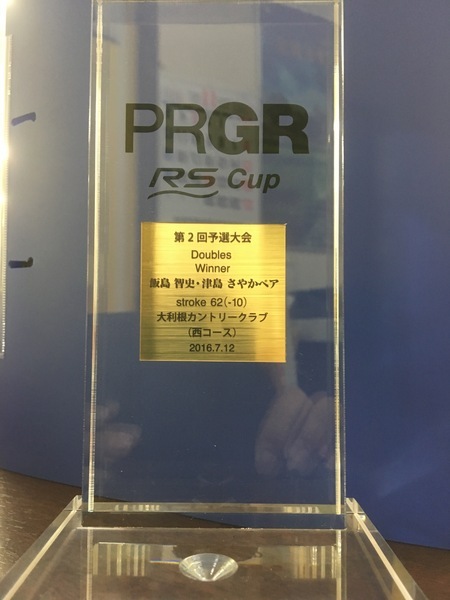 PRGR
RS Cup
第2回予選大会
Doubles
Winner
飯島 智史・津島 さやかペア
stroke 62(-10)
大利根カントリークラブ
(西コース)
2016.7.12